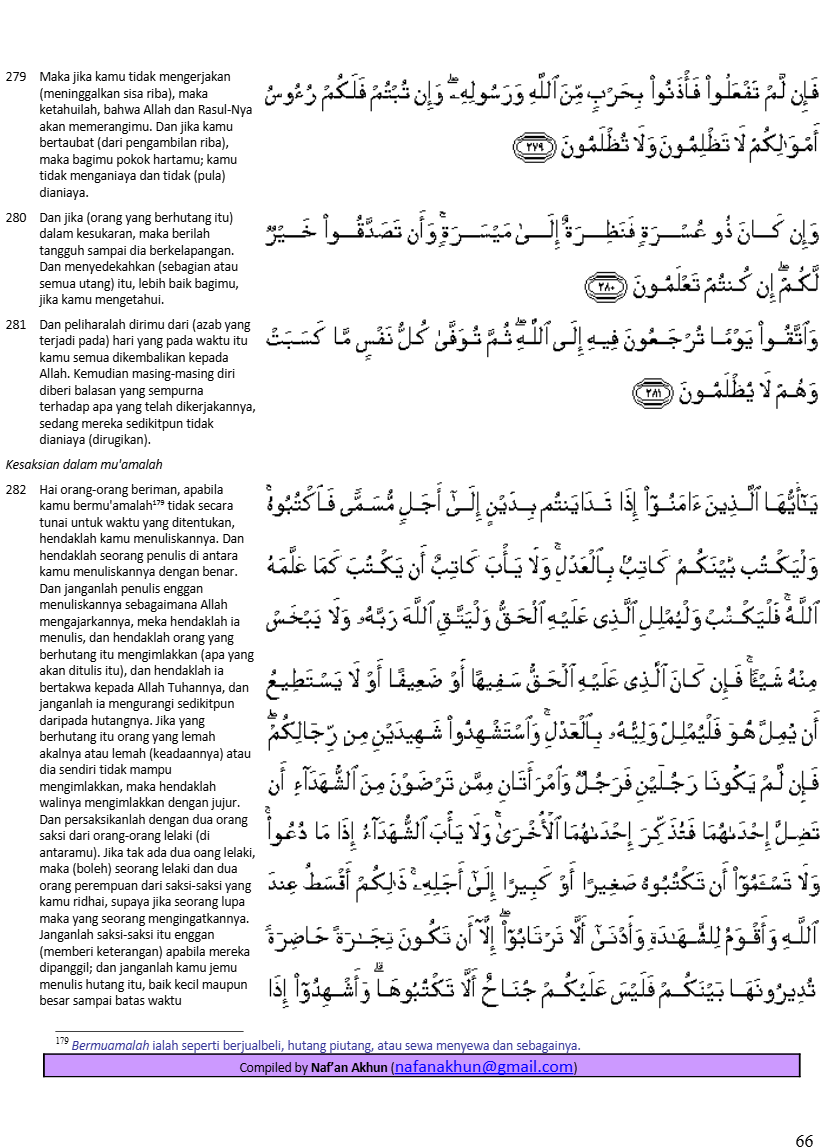 279 Maka jika kamu tidak mengerjakan
(meninggalkan sisa riba), maka
ketahuilah, bahwa Allah dan Rasul-Nya
akan memerangimu. Dan jika kamu
bertaubat (dari pengambilan riba),
maka bagimu pokok hartamu; kamu
tidak menganiaya dan tidak (pula)
dianiaya.
فَإِن لَّمْ تَفْعَلُوا۟ فَأْذَنُوا۟ بِحَرْبٍ مِّنَ ٱللَّهِ وَرَسُولِهِۦ ۖ وَإِن تُبْتُمْ فَلَكُمْ رُءُوسُ
أَمْوَٰلِكُمْ لَا تَظْلِمُونَ وَلَا تُظْلَمُونَ ٢٧٩
280 Dan jika (orang yang berhutang itu)
dalam kesukaran, maka berilah
tangguh sampai dia berkelapangan.
Dan menyedekahkan (sebagian atau
semua utang) itu, lebih baik bagimu,
jika kamu mengetahui.
وَإِن كَانَ ذُو عُسْرَةٍ فَنَظِرَةٌ إِلَىٰ مَيْسَرَةٍ ۚ وَأَن تَصَدَّقُوا۟ خَيْرٌ
لَّكُمْ ۖ إِن كُنتُمْ تَعْلَمُونَ ٢٨٠
281 Dan peliharalah dirimu dari (azab yang
terjadi pada) hari yang pada waktu itu
kamu semua dikembalikan kepada
Allah. Kemudian masing-masing diri
diberi balasan yang sempurna
terhadap apa yang telah dikerjakannya,
sedang mereka sedikitpun tidak
dianiaya (dirugikan).
وَٱتَّقُوا۟ يَوْمًا تُرْجَعُونَ فِيهِ إِلَى ٱللَّهِ ۖ ثُمَّ تُوَفَّىٰ كُلُّ نَفْسٍ مَّا كَسَبَتْ
وَهُمْ لَا يُظْلَمُونَ ٢٨١
Kesaksian dalam mu'amalah
282 Hai orang-orang beriman, apabila
kamu bermu'amalah¹⁷⁹ tidak secara
tunai untuk waktu yang ditentukan,
hendaklah kamu menuliskannya. Dan
hendaklah seorang penulis di antara
kamu menuliskannya dengan benar.
Dan janganlah penulis enggan
menuliskannya sebagaimana Allah
mengajarkannya, meka hendaklah ia
menulis, dan hendaklah orang yang
berhutang itu mengimlakkan (apa yang
akan ditulis itu), dan hendaklah ia
bertakwa kepada Allah Tuhannya, dan
janganlah ia mengurangi sedikitpun
daripada hutangnya. Jika yang
berhutang itu orang yang lemah
akalnya atau lemah (keadaannya) atau
dia sendiri tidak mampu
mengimlakkan, maka hendaklah
walinya mengimlakkan dengan jujur.
Dan persaksikanlah dengan dua orang
saksi dari orang-orang lelaki (di
antaramu). Jika tak ada dua oang lelaki,
maka (boleh) seorang lelaki dan dua
orang perempuan dari saksi-saksi yang
kamu ridhai, supaya jika seorang lupa
maka yang seorang mengingatkannya.
Janganlah saksi-saksi itu enggan
(memberi keterangan) apabila mereka
dipanggil; dan janganlah kamu jemu
menulis hutang itu, baik kecil maupun
besar sampai batas waktu
يَٰٓأَيُّهَا ٱلَّذِينَ ءَامَنُوٓا۟ إِذَا تَدَايَنتُم بِدَيْنٍ إِلَىٰٓ أَجَلٍ مُّسَمًّى فَٱكْتُبُوهُ ۚ
وَلْيَكْتُب بَّيْنَكُمْ كَاتِبٌۢ بِٱلْعَدْلِ ۚ وَلَا يَأْبَ كَاتِبٌ أَن يَكْتُبَ كَمَا عَلَّمَهُ
ٱللَّهُ ۚ فَلْيَكْتُبْ وَلْيُمْلِلِ ٱلَّذِى عَلَيْهِ ٱلْحَقُّ وَلْيَتَّقِ ٱللَّهَ رَبَّهُۥ وَلَا يَبْخَسْ
مِنْهُ شَيْـًٔا ۚ فَإِن كَانَ ٱلَّذِى عَلَيْهِ ٱلْحَقُّ سَفِيهًا أَوْ ضَعِيفًا أَوْ لَا يَسْتَطِيعُ
أَن يُمِلَّ هُوَ فَلْيُمْلِلْ وَلِيُّهُۥ بِٱلْعَدْلِ ۚ وَٱسْتَشْهِدُوا۟ شَهِيدَيْنِ مِن رِّجَالِكُمْ ۖ
فَإِن لَّمْ يَكُونَا رَجُلَيْنِ فَرَجُلٌ وَٱمْرَأَتَانِ مِمَّن تَرْضَوْنَ مِنَ ٱلشُّهَدَآءِ أَن
تَضِلَّ إِحْدَىٰهُمَا فَتُذَكِّرَ إِحْدَىٰهُمَا ٱلْأُخْرَىٰ ۚ وَلَا يَأْبَ ٱلشُّهَدَآءُ إِذَا مَا دُعُوا۟ ۚ
وَلَا تَسْـَٔمُوٓا۟ أَن تَكْتُبُوهُ صَغِيرًا أَوْ كَبِيرًا إِلَىٰٓ أَجَلِهِۦ ۚ ذَٰلِكُمْ أَقْسَطُ عِندَ
ٱللَّهِ وَأَقْوَمُ لِلشَّهَٰدَةِ وَأَدْنَىٰٓ أَلَّا تَرْتَابُوٓا۟ ۖ إِلَّآ أَن تَكُونَ تِجَٰرَةً حَاضِرَةً
تُدِيرُونَهَا بَيْنَكُمْ فَلَيْسَ عَلَيْكُمْ جُنَاحٌ أَلَّا تَكْتُبُوهَا ۗ وَأَشْهِدُوٓا۟ إِذَا
¹⁷⁹ Bermuamalah ialah seperti berjualbeli, hutang piutang, atau sewa menyewa dan sebagainya.
Compiled by Naf’an Akhun (nafanakhun@gmail.com)
66